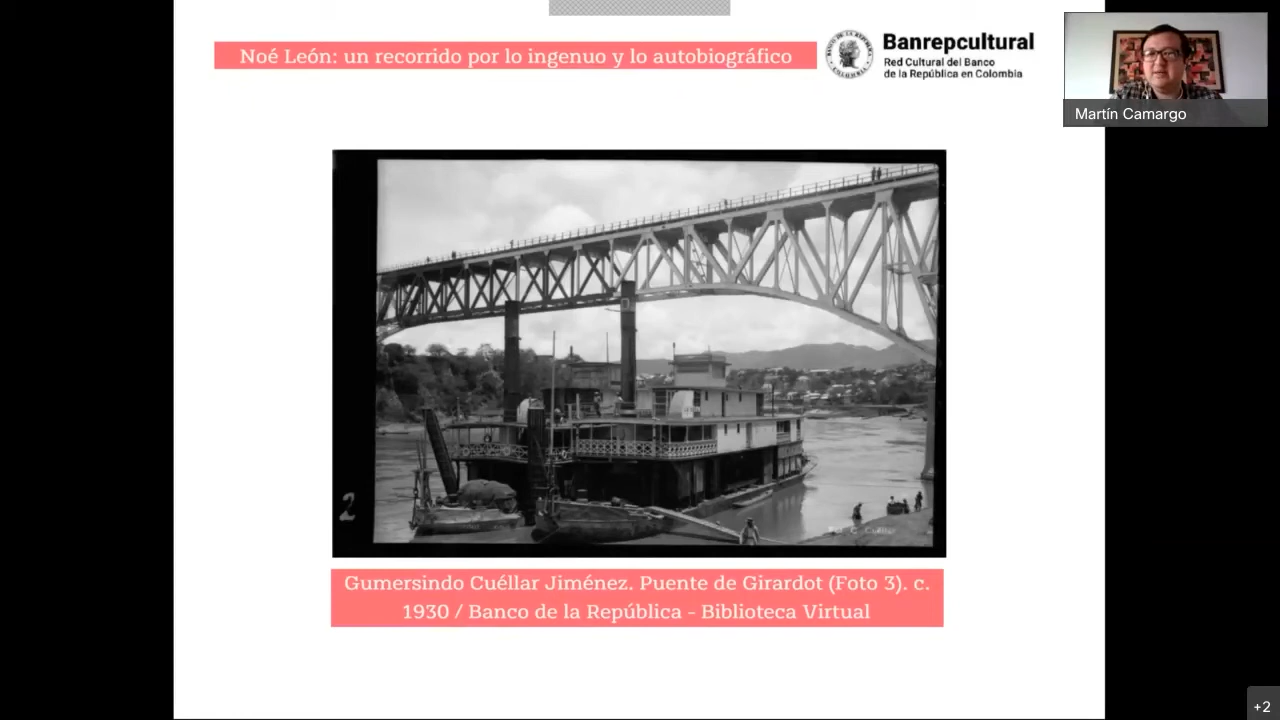 Noé León: un recorrido por lo ingenuo y lo autobiográfico
Banrepcultural
Red Cultural del Banco
de la República en Colombia
Martín Camargo
2
Gumersindo Cuéllar Jiménez. Puente de Girardot (Foto 3). c.
1930 / Banco de la República - Biblioteca Virtual
+2